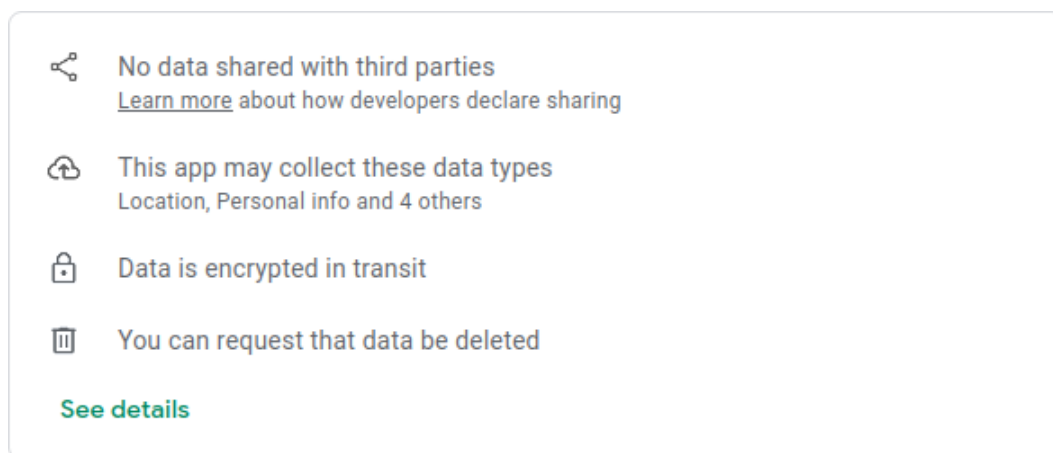 No data shared with third parties
Learn more about how developers declare sharing
This app may collect these data types
Location, Personal info and 4 others
Data is encrypted in transit
You can request that data be deleted
See details